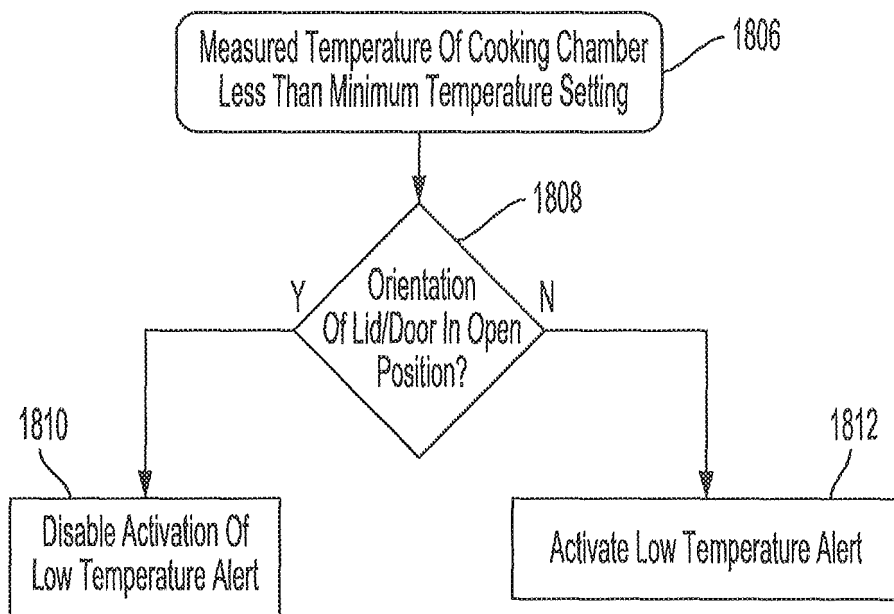 Measured Temperature Of Cooking Chamber
Less Than Minimum Temperature Setting
1806
1808
Y
N
Orientation
Of Lid/Door In Open
Position?
1810
1812
Disable Activation Of
Low Temperature Alert
Activate Low Temperature Alert